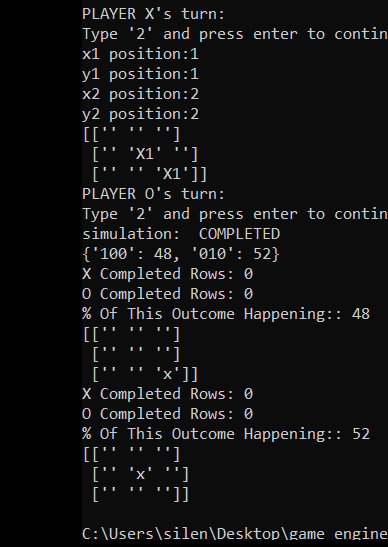 PLAYER X's turn:
Type '2' and press enter to contin
x1 position:1
y1 position:1
x2 position:2
y2 position:2
[['' '' '']
 ['' 'X1' '']
 ['' '' 'X1']]
PLAYER O's turn:
Type '2' and press enter to contin
simulation:  COMPLETED
{'100': 48, '010': 52}
X Completed Rows: 0
O Completed Rows: 0
% Of This Outcome Happening:: 48
[['' '' '']
 ['' '' '']
 ['' '' 'x']]
X Completed Rows: 0
O Completed Rows: 0
% Of This Outcome Happening:: 52
[['' '' '']
 ['' 'x' '']
 ['' '' '']]
C:\Users\silen\Desktop\game engine